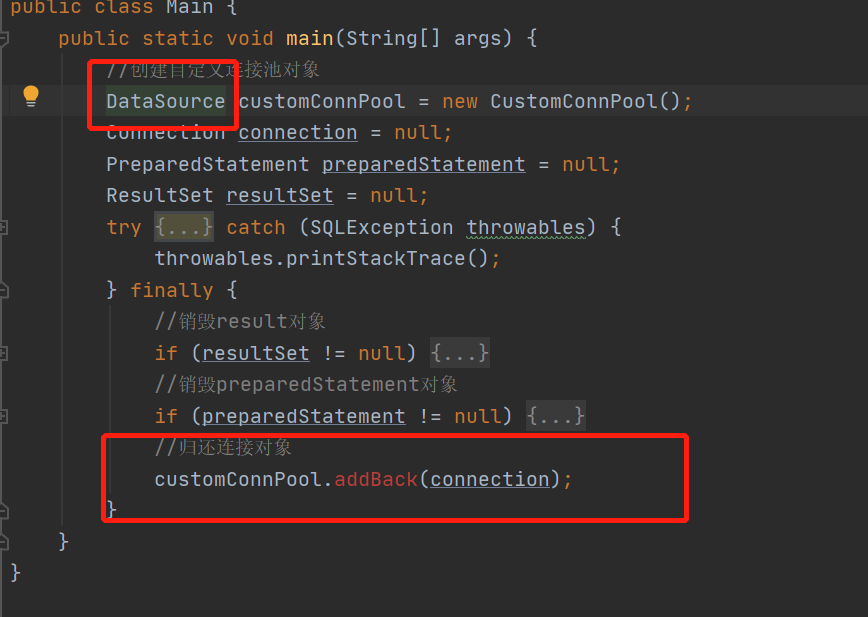 public class Main {
public static void main(String[] args) {
//创建自定义连接池对象
DataSource customConnPool = new CustomConnPool();
Connection connection = null;
PreparedStatement preparedStatement = null;
ResultSet resultSet = null;
try {...} catch (SQLException throwables) {
throwables.printStackTrace();
} finally {
//销毁result对象
if (resultSet != null) {...}
//销毁preparedStatement对象
if (preparedStatement != null) {...}
//归还连接对象
customConnPool.addBack(connection);
}
}
}